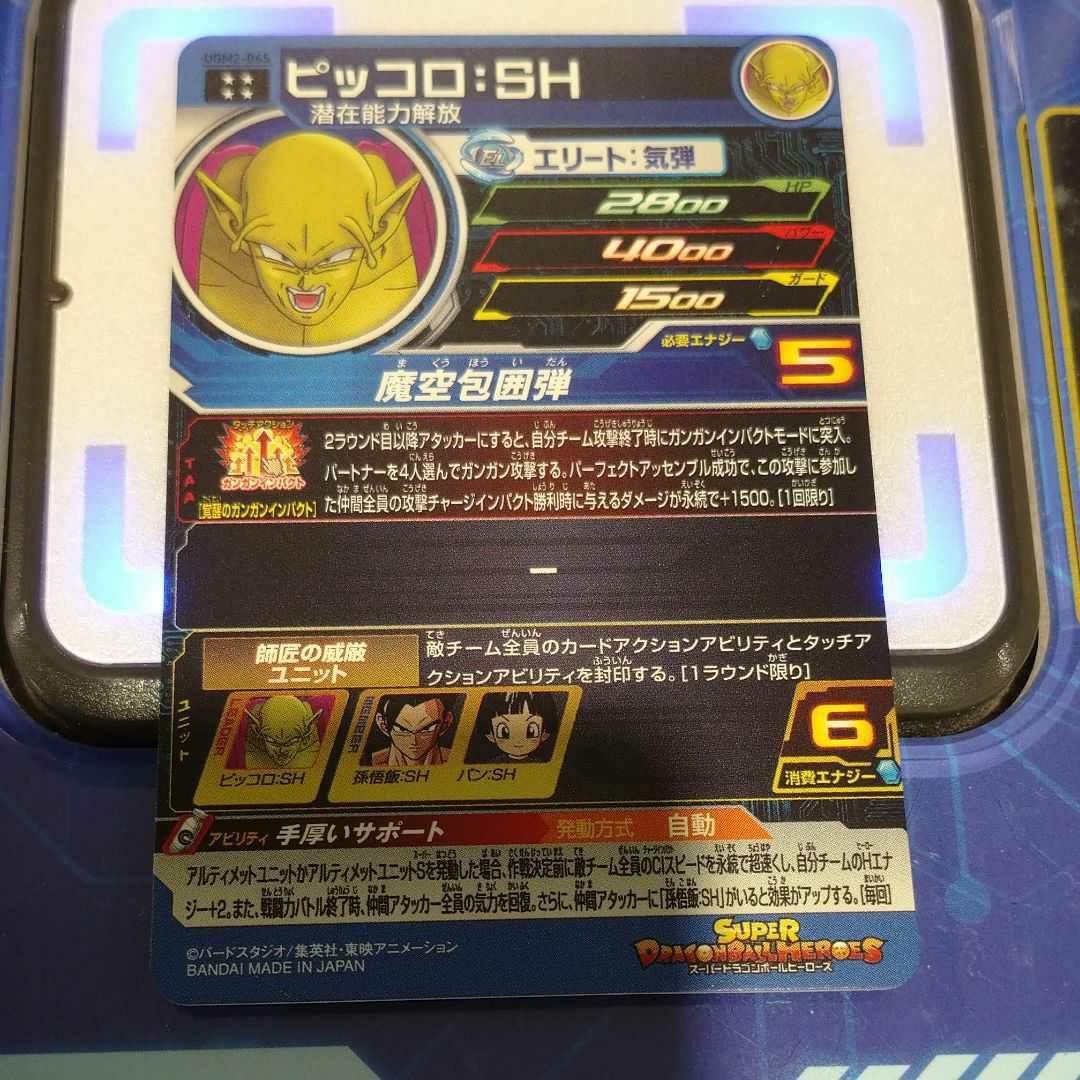 UGM2-045
ピッコロ:SH
潜在能力解放
エリート:気弾
HP
2800
パワー
4000
ガード
1500
必要エナジー 5
ま くう ほう い だん
魔空包囲弾
タッチアクション
ガンガンインパクト
TAA
[覚醒のガンガンインパクト]
2ラウンド目以降アタッカーにすると、自分チーム攻撃終了時にガンガンインパクトモードに突入。
パートナーを4人選んでガンガン攻撃する。パーフェクトアッセンブル成功で、この攻撃に参加し
た仲間全員の攻撃チャージインパクト勝利時に与えるダメージが永続で+1500。[1回限り]
ー
ユニット
師匠の威厳
ユニット
敵チーム全員のカードアクションアビリティとタッチア
クションアビリティを封印する。[1ラウンド限り]
LEADER
ピッコロ:SH
MEMBER
孫悟飯:SH
パン:SH
6
消費エナジー
アビリティ 手厚いサポート 発動方式 自動
アルティメットユニットかアルティメットユニットSを発動した場合、作戦決定前に敵チーム全員のCIスピードを永続で超速くし、自分チームのHエナ
ジー+2。また、戦闘力バトル終了時、仲間アタッカー全員の気力を回復。さらに、仲間アタッカーに「孫悟飯:SH」がいると効果がアップする。[毎回]
©バードスタジオ/集英社・東映アニメーション
BANDAI MADE IN JAPAN
SUPER
DRAGONBALL HEROES
スーパードラゴンボールヒーローズ